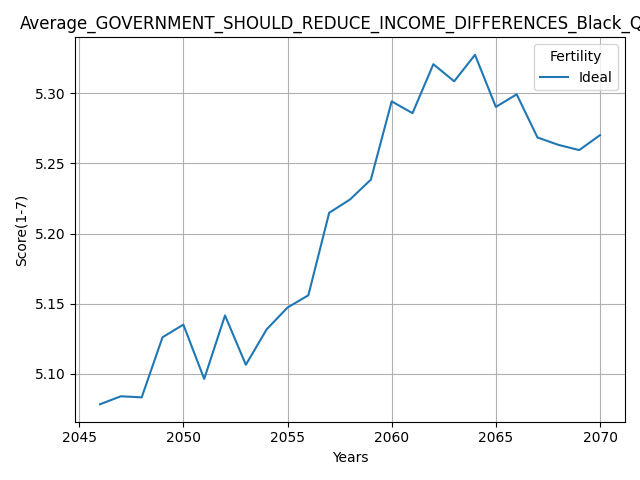 Average_GOVERNMENT_SHOULD_REDUCE_INCOME_DIFFERENCES_Black_Q
Fertility
Ideal
5.30
5.25
5.20
5.15
5.10
Score(1-7)
2045 2050 2055 2060 2065 2070
Years